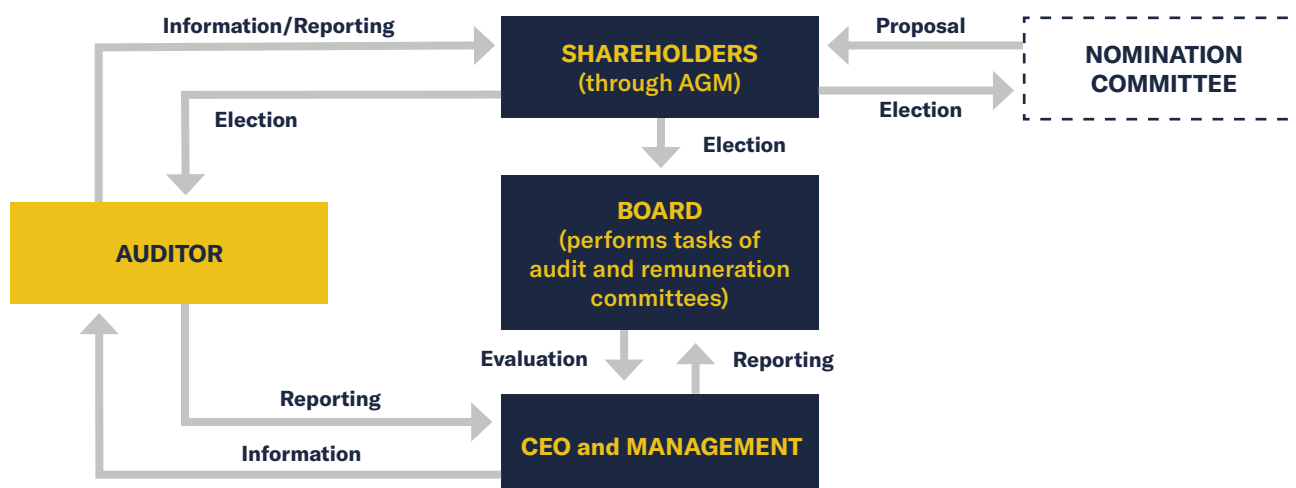 Information/Reporting
SHAREHOLDERS
(through AGM)
Proposal
NOMINATION
COMMITTEE
Election
Election
Election
AUDITOR
BOARD
(performs tasks of
audit and remuneration
committees)
Evaluation
Reporting
Reporting
CEO and MANAGEMENT
Information